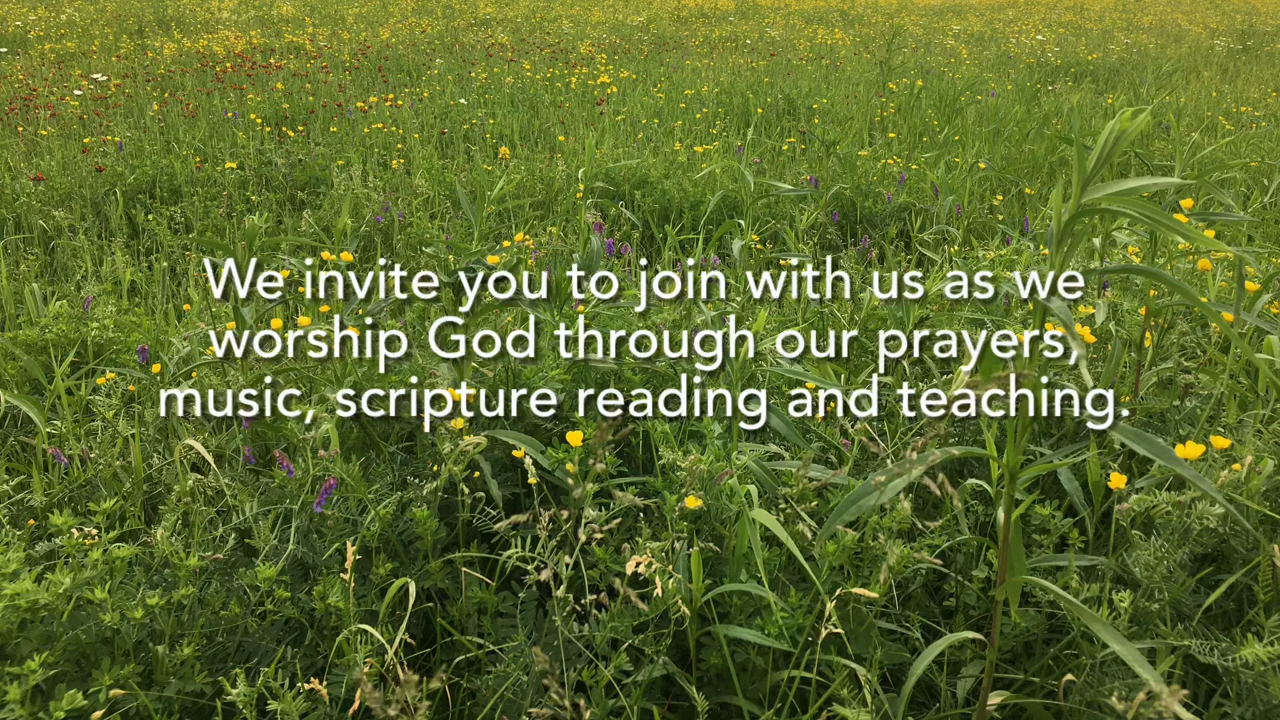 We invite you to join with us as we
worship God through our prayers,
music, scripture reading and teaching.